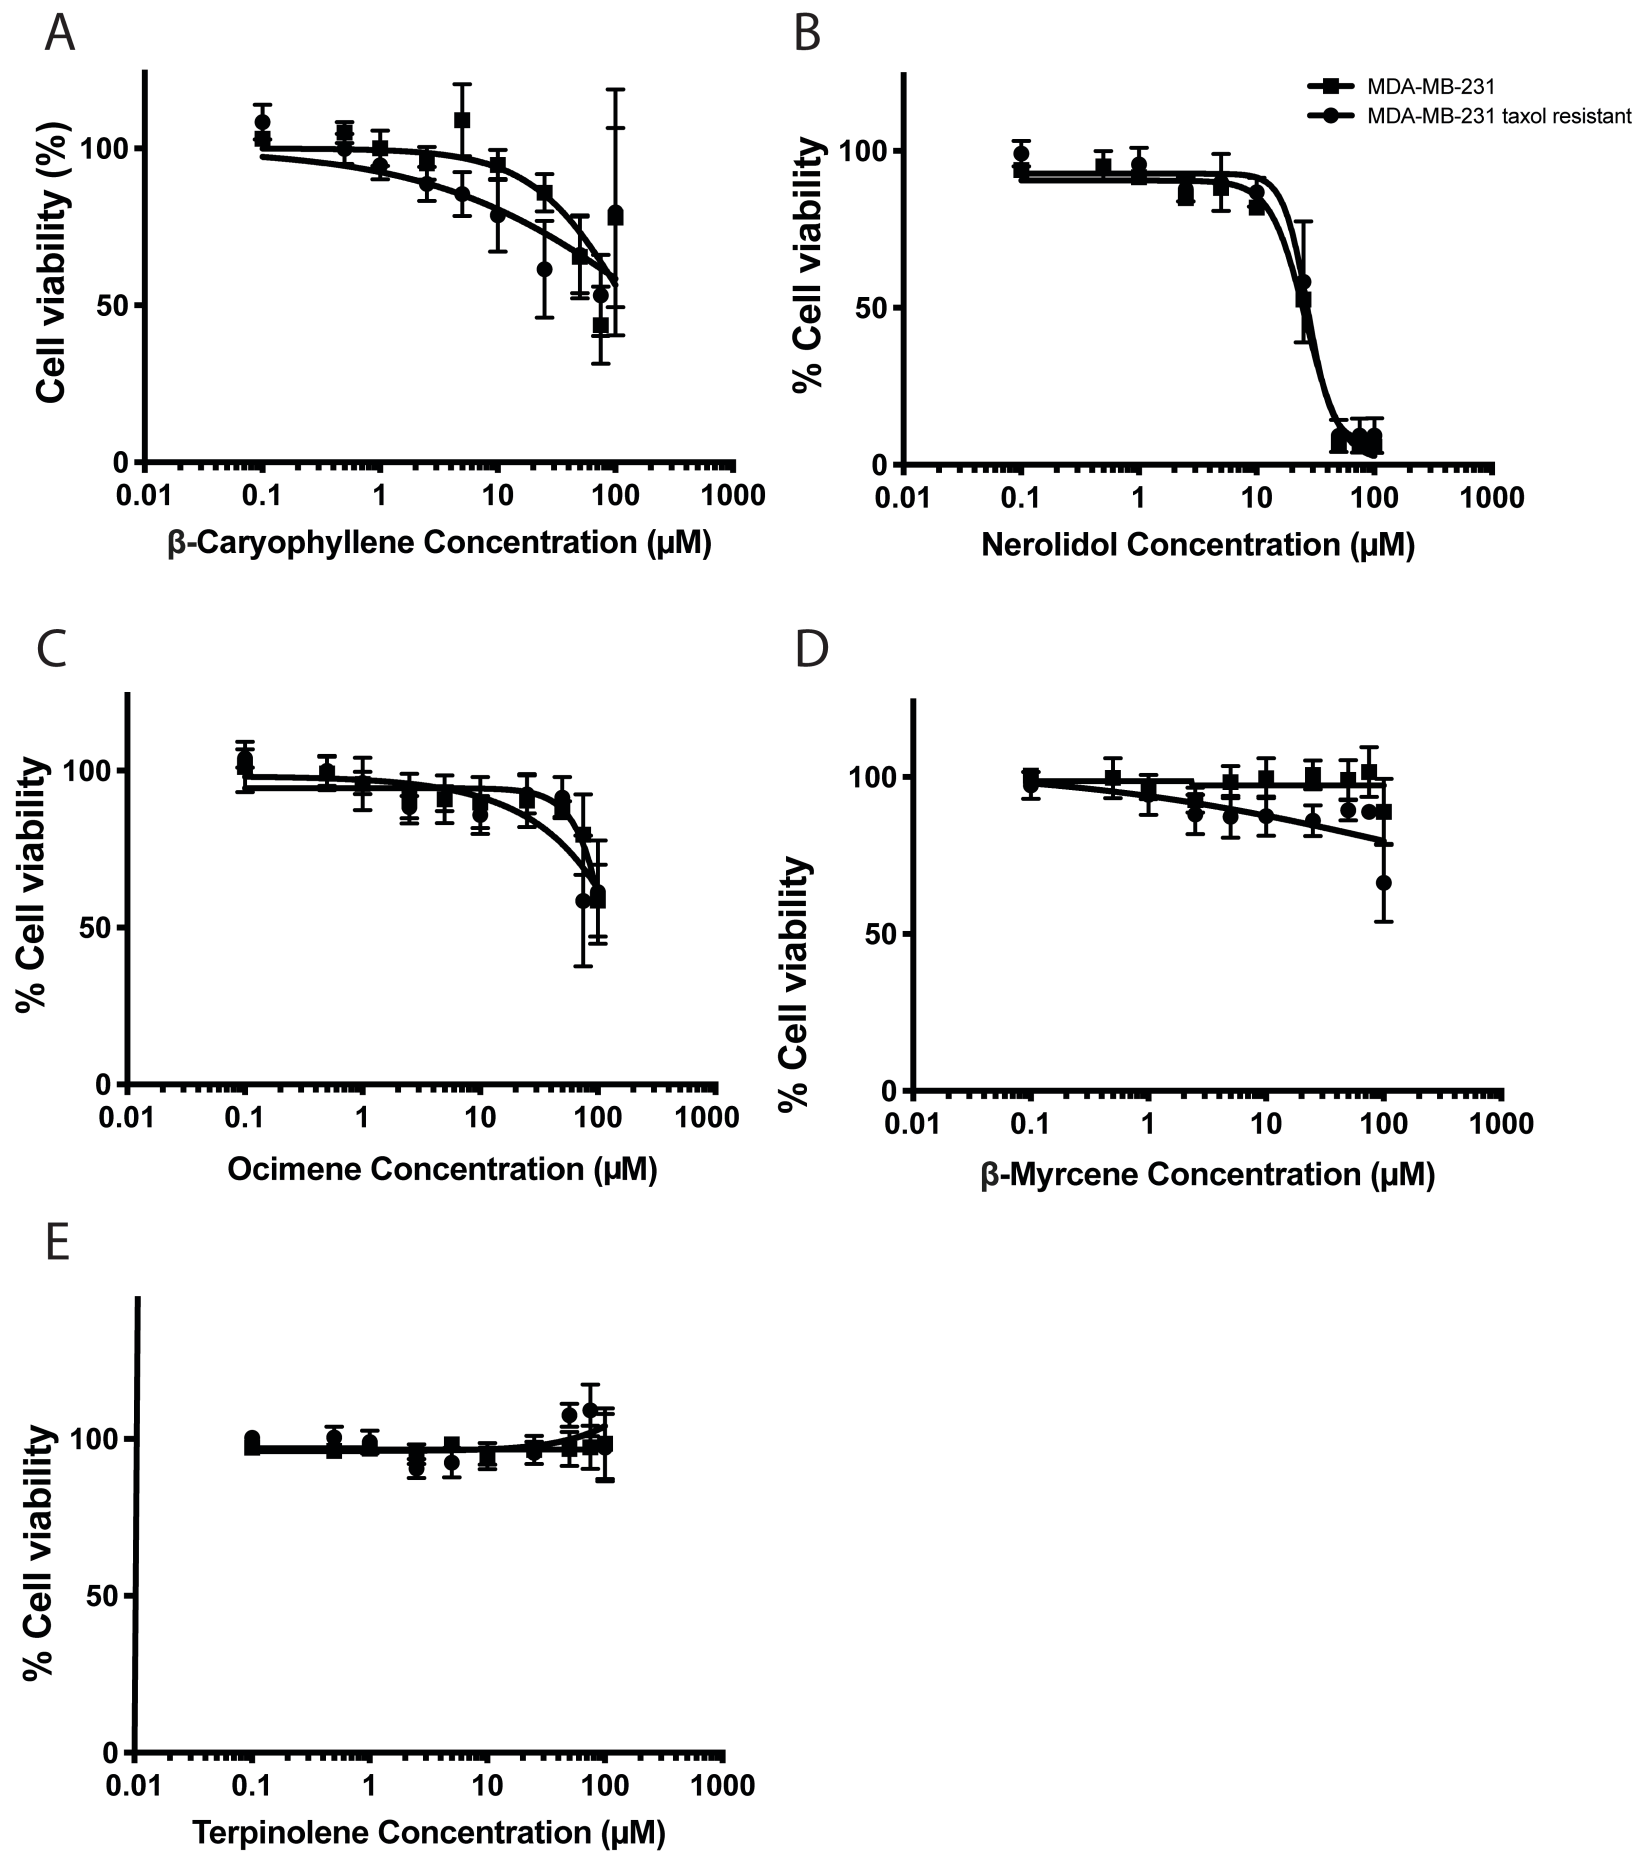 A
Cell viability (%)
100
50
0
0.01 0.1 1 10 100 1000
β-Caryophyllene Concentration (µM)
B
MDA-MB-231
MDA-MB-231 taxol resistant
% Cell viability
100
50
0
0.01 0.1 1 10 100 1000
Nerolidol Concentration (µM)
C
% Cell viability
100
50
0
0.01 0.1 1 10 100 1000
Ocimene Concentration (µM)
D
% Cell viability
100
50
0
0.01 0.1 1 10 100 1000
β-Myrcene Concentration (µM)
E
% Cell viability
100
50
0
0.01 0.1 1 10 100 1000
Terpinolene Concentration (µM)